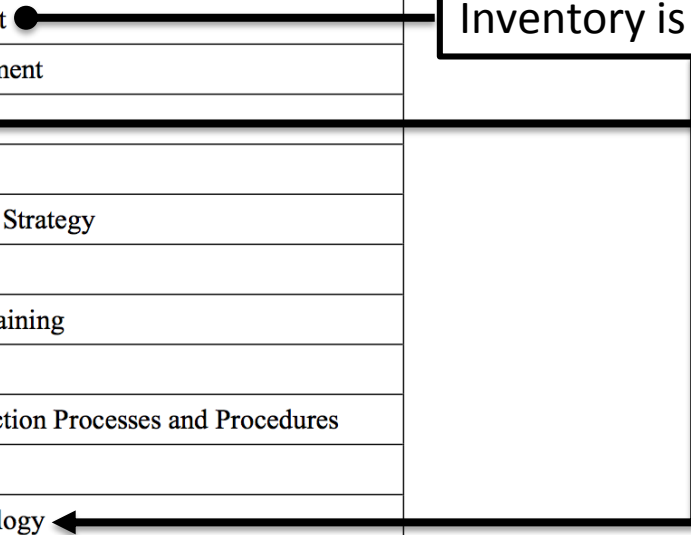 t
Inventory is
nent
Strategy
aining
ction Processes and Procedures
logy